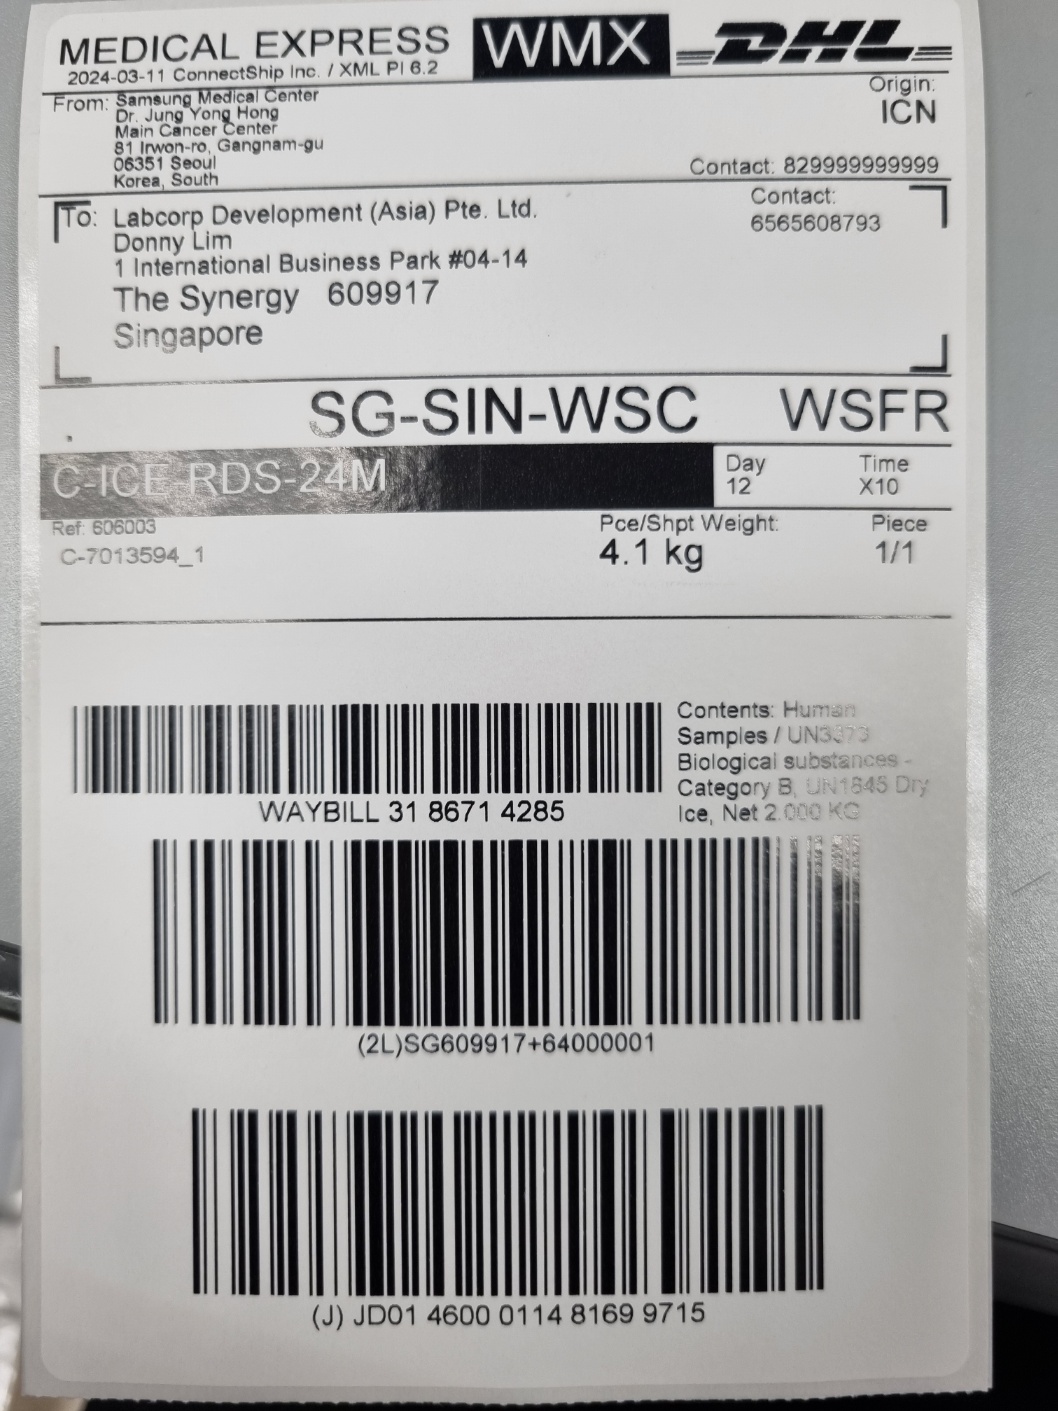 MEDICAL EXPRESS WMX DHL
2024-03-11 ConnectShip Inc. / XML PI 6.2
Origin:
ICN
From: Samsung Medical Center
Dr. Jung Yong Hong
Main Cancer Center
81 Irwon-ro, Gangnam-gu
06351 Seoul
Korea, South
Contact: 829999999999
To: Labcorp Development (Asia) Pte. Ltd.
Donny Lim
1 International Business Park #04-14
The Synergy 609917
Singapore
Contact:
6565608793
SG-SIN-WSC WSFR
C-ICE RDS-24M
Day
12
Time
X10
Ref: 606003
C-7013594_1
Pce/Shpt Weight:
4.1 kg
Piece
1/1
Contents: Human
Samples / UN3373
Biological substances -
Category B, UN1845 Dry
Ice, Net 2.000 KG
WAYBILL 31 8671 4285
(2L)SG609917+64000001
(J) JD01 4600 0114 8169 9715